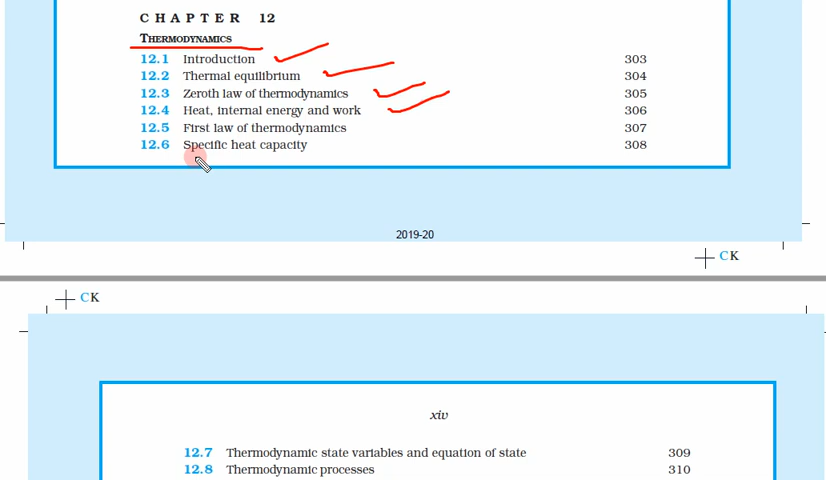 CHAPTER 12
THERMODYNAMICS
12.1 Introduction 303
12.2 Thermal equilibrium 304
12.3 Zeroth law of thermodynamics 305
12.4 Heat, internal energy and work 306
12.5 First law of thermodynamics 307
12.6 Specific heat capacity 308
2019-20
CK
CK
xiv
12.7 Thermodynamic state variables and equation of state 309
12.8 Thermodynamic processes 310